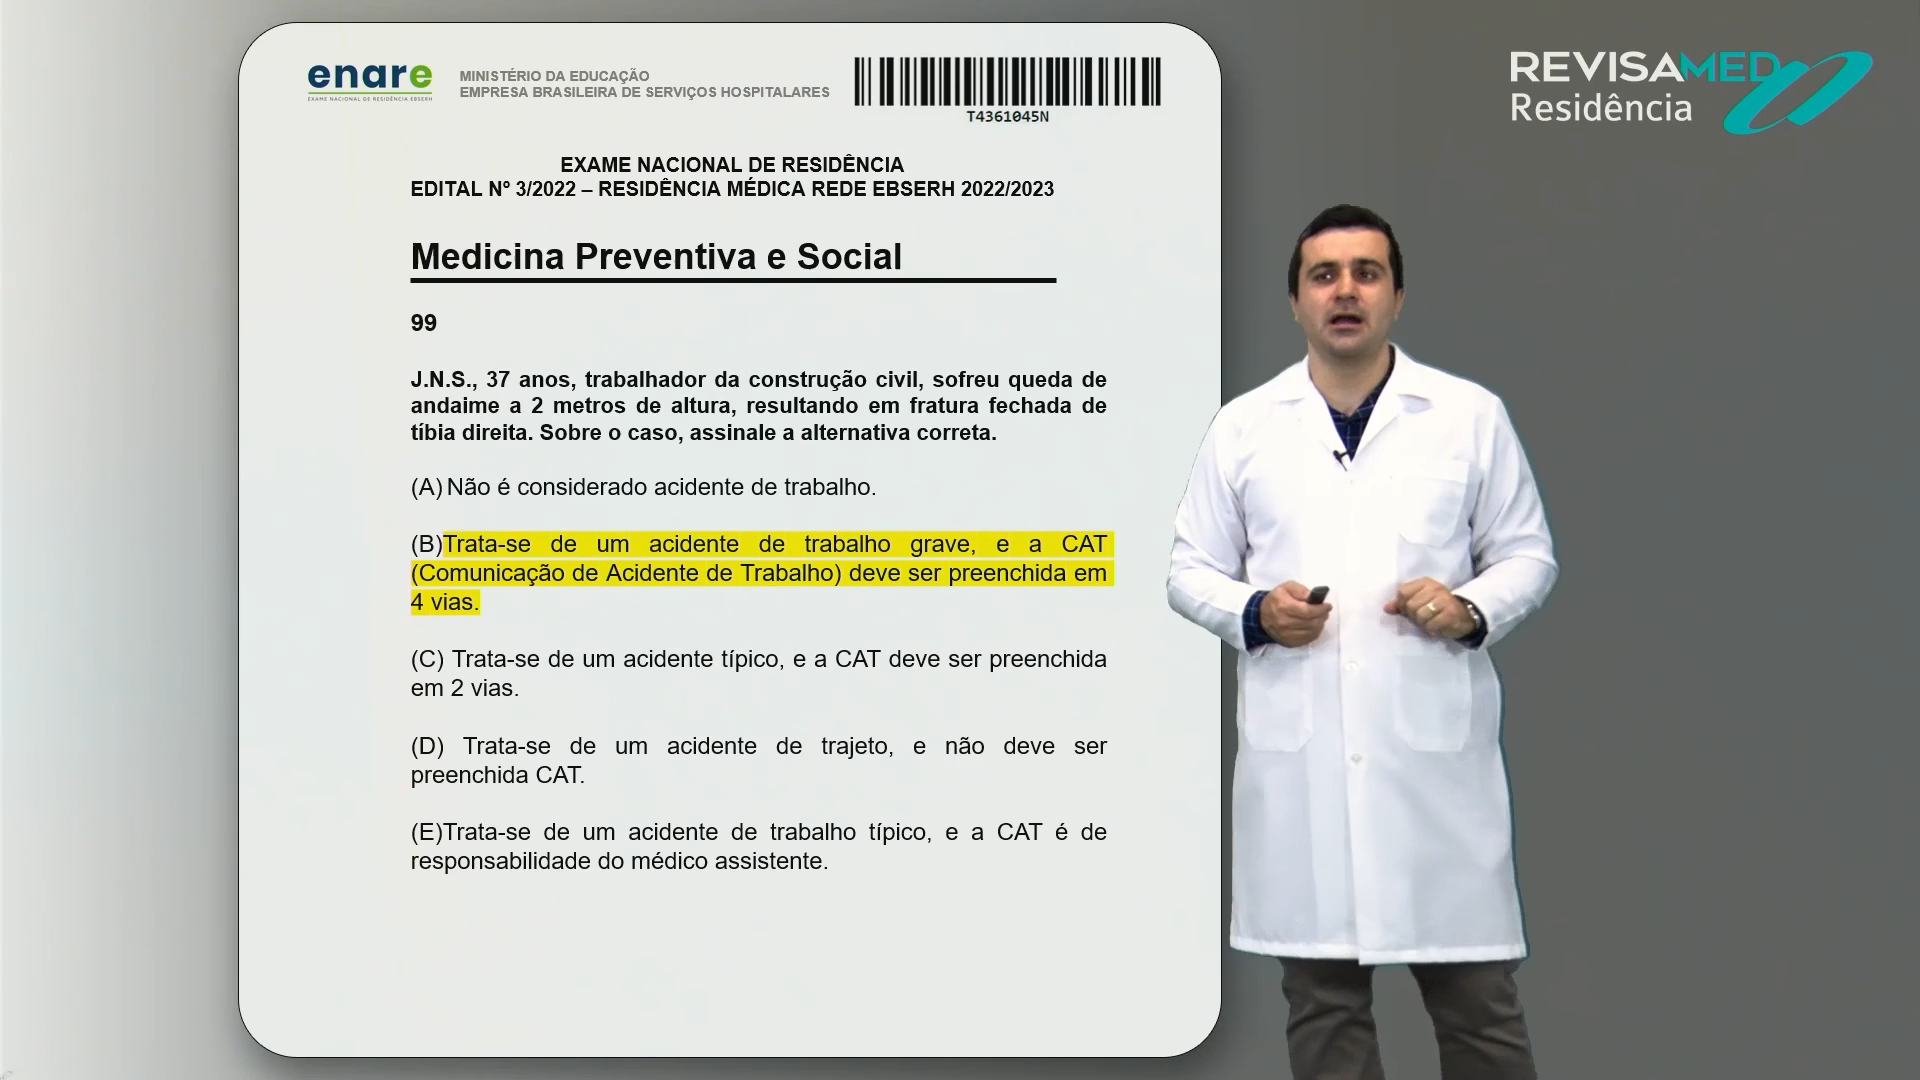 enare
EXAME NACIONAL DE RESIDÊNCIA EBSERH
MINISTÉRIO DA EDUCAÇÃO
EMPRESA BRASILEIRA DE SERVIÇOS HOSPITALARES
T4361045N
REVISAMED
Residência
EXAME NACIONAL DE RESIDÊNCIA
EDITAL Nº 3/2022 – RESIDÊNCIA MÉDICA REDE EBSERH 2022/2023
Medicina Preventiva e Social
99
J.N.S., 37 anos, trabalhador da construção civil, sofreu queda de
andaime a 2 metros de altura, resultando em fratura fechada de
tíbia direita. Sobre o caso, assinale a alternativa correta.
(A) Não é considerado acidente de trabalho.
(B)Trata-se de um acidente de trabalho grave, e a CAT
(Comunicação de Acidente de Trabalho) deve ser preenchida em
4 vias.
(C) Trata-se de um acidente típico, e a CAT deve ser preenchida
em 2 vias.
(D) Trata-se de um acidente de trajeto, e não deve ser
preenchida CAT.
(E)Trata-se de um acidente de trabalho típico, e a CAT é de
responsabilidade do médico assistente.